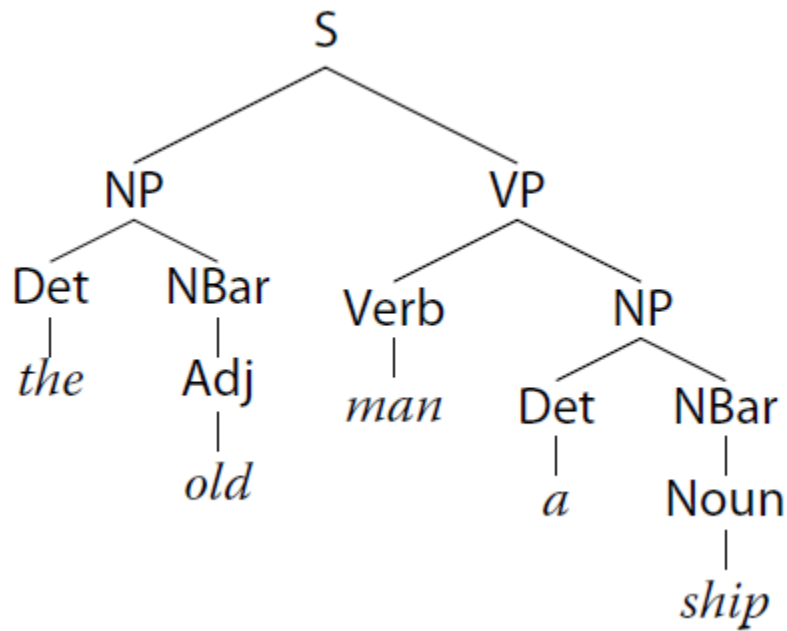 S
NP VP
Det NBar Verb NP
the Adj man Det NBar
old a Noun
ship